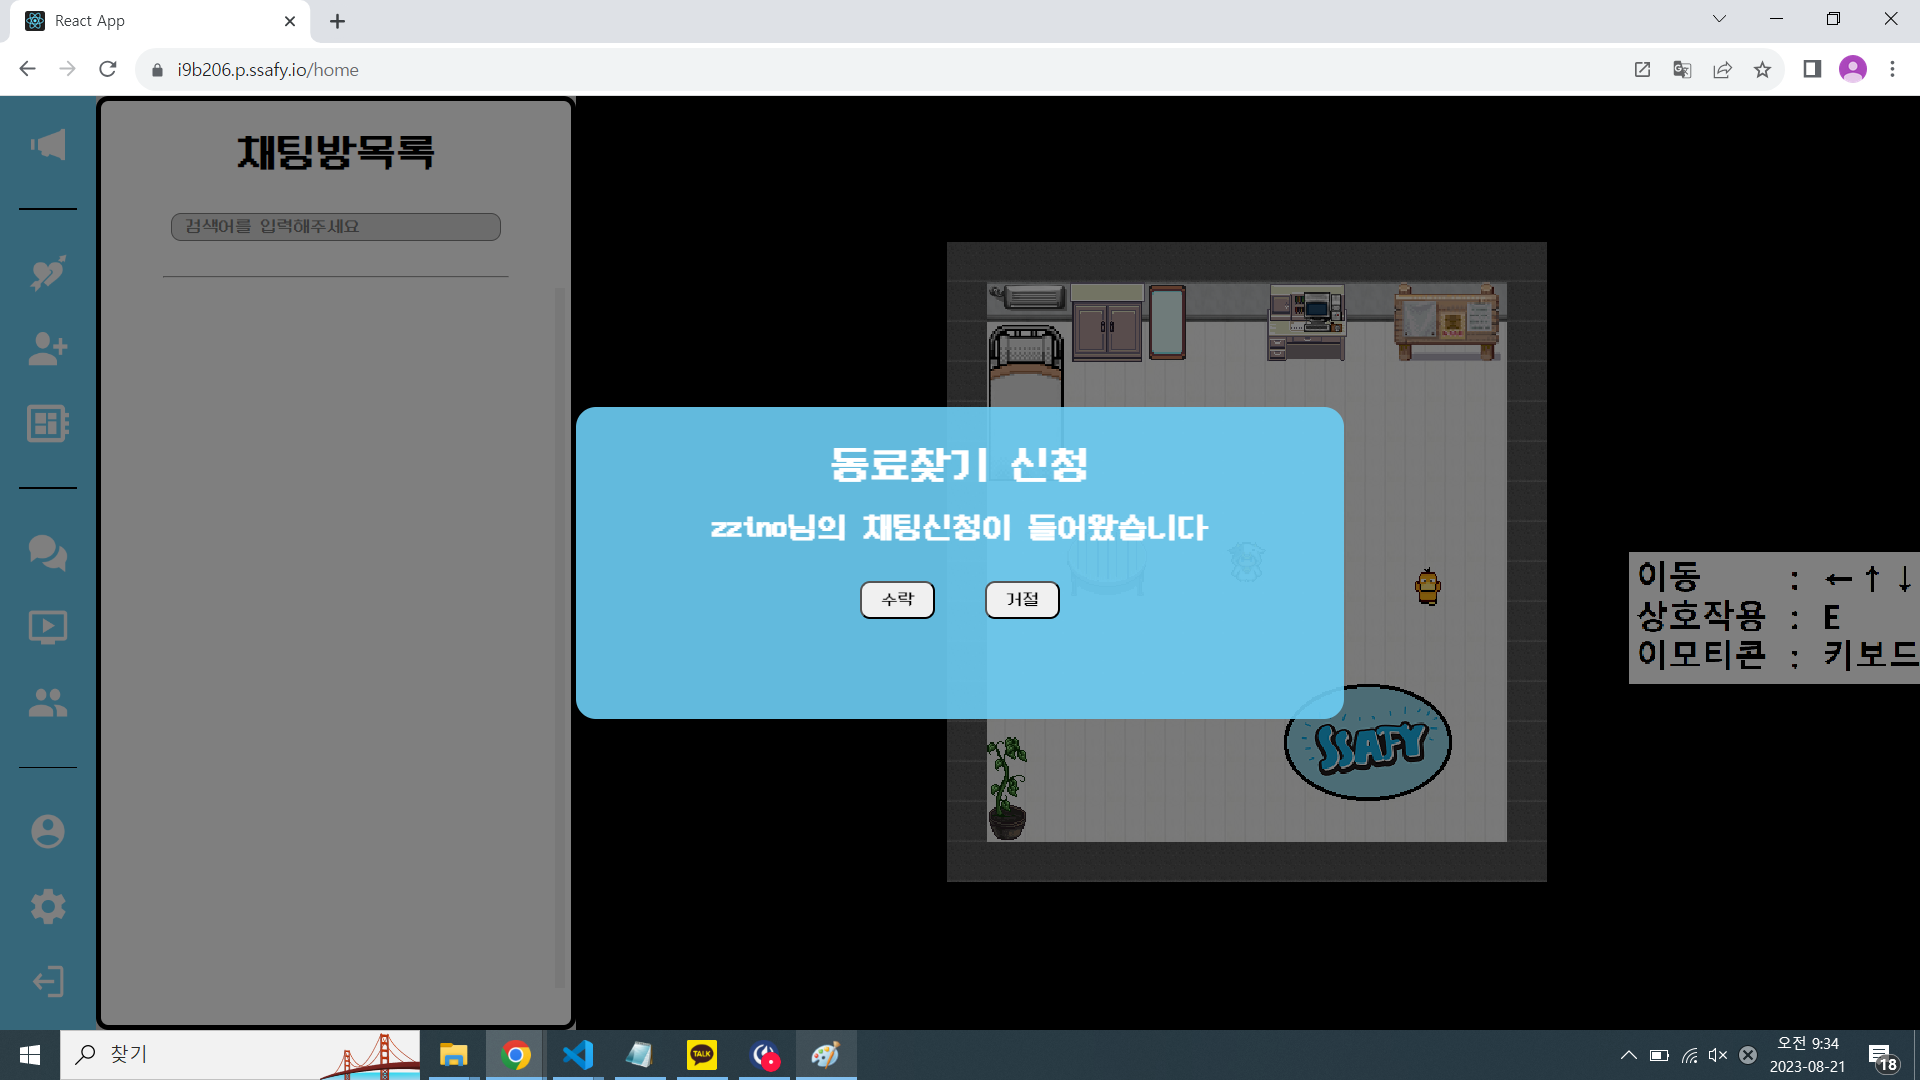 React App
i9b206.p.ssafy.io/home
채팅방목록
검색어를 입력해주세요
동료찾기 신청
zzino님의 채팅신청이 들어왔습니다
수락
거절
이동 : ← ↑ ↓
상호작용 : E
이모티콘 : 키보드
SSAFY
찾기
TALK
오전 9:34
2023-08-21
18